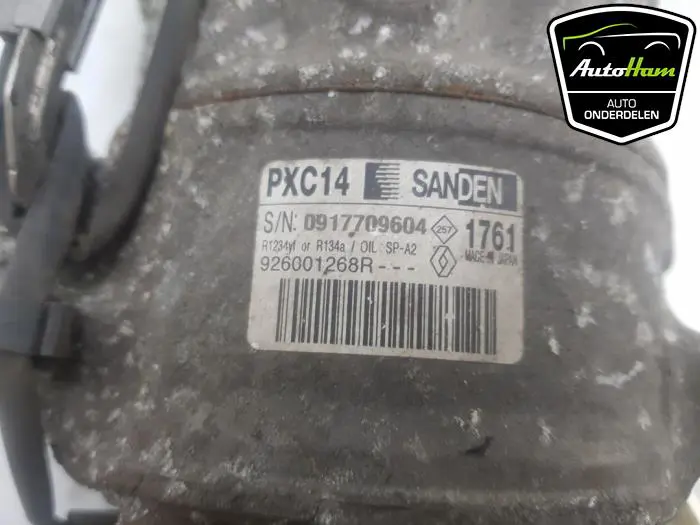 AutoHam
AUTO
ONDERDELEN
PXC14 SANDEN
S/N: 0917709604 257 1761
R1234yf or R134a / OIL : SP-A2 MADE IN JAPAN
926001268R---